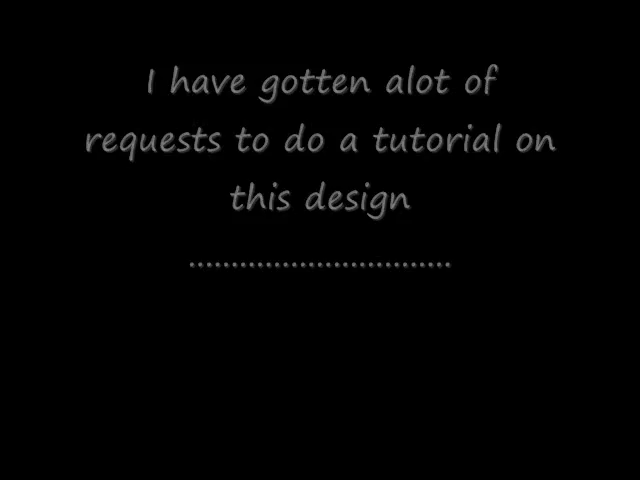 I have gotten alot of
requests to do a tutorial on
this design
...............................